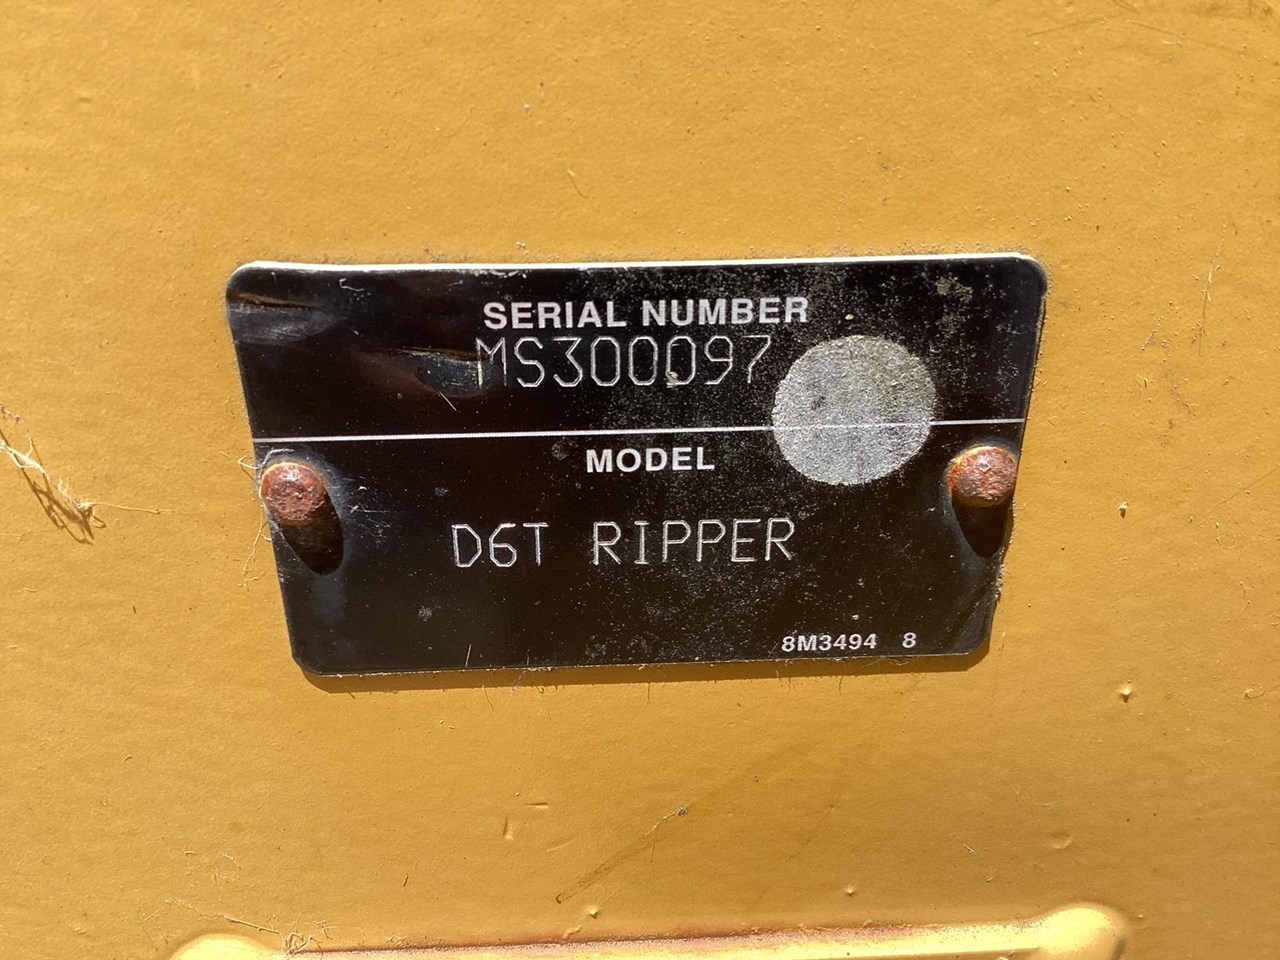 SERIAL NUMBER
MS300097
MODEL
D6T RIPPER
8M3494 8